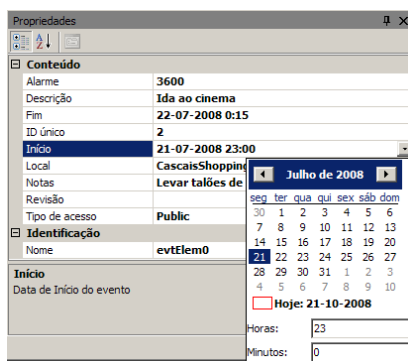 Propriedades
Conteúdo
Alarme 3600
Descrição Ida ao cinema
Fim 22-07-2008 0:15
ID único 2
Início 21-07-2008 23:00
Local CascaisShopping
Notas Levar talões de
Revisão
Tipo de acesso Public
Identificação
Nome evtElem0
Início
Data de Início do evento
Julho de 2008
seg ter qua qui sex sáb dom
30 1 2 3 4 5 6
7 8 9 10 11 12 13
14 15 16 17 18 19 20
21 22 23 24 25 26 27
28 29 30 31 1 2 3
4 5 6 7 8 9 10
Hoje: 21-10-2008
Horas: 23
Minutos: 0